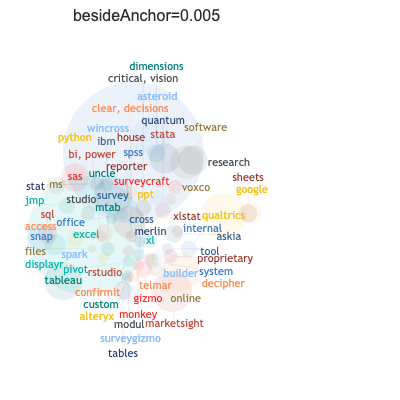 besideAnchor=0.005
dimensions
critical, vision
asteroid
clear, decisions
quantum
wincross
software
python
ibm
house
stata
bi, power
spss
reporter
research
sas
uncle
surveycraft
sheets
stat
ms
voxco
google
jmp
studio
survey
ppt
mtab
sql
cross
xlstat
qualtrics
access
office
internal
snap
excel
merlin
askia
xl
files
spark
tool
displayr
pivot
rstudio
proprietary
tableau
builder
system
telmar
decipher
confirmit
gizmo
online
custom
alteryx
monkey
modul
marketsight
surveygizmo
tables